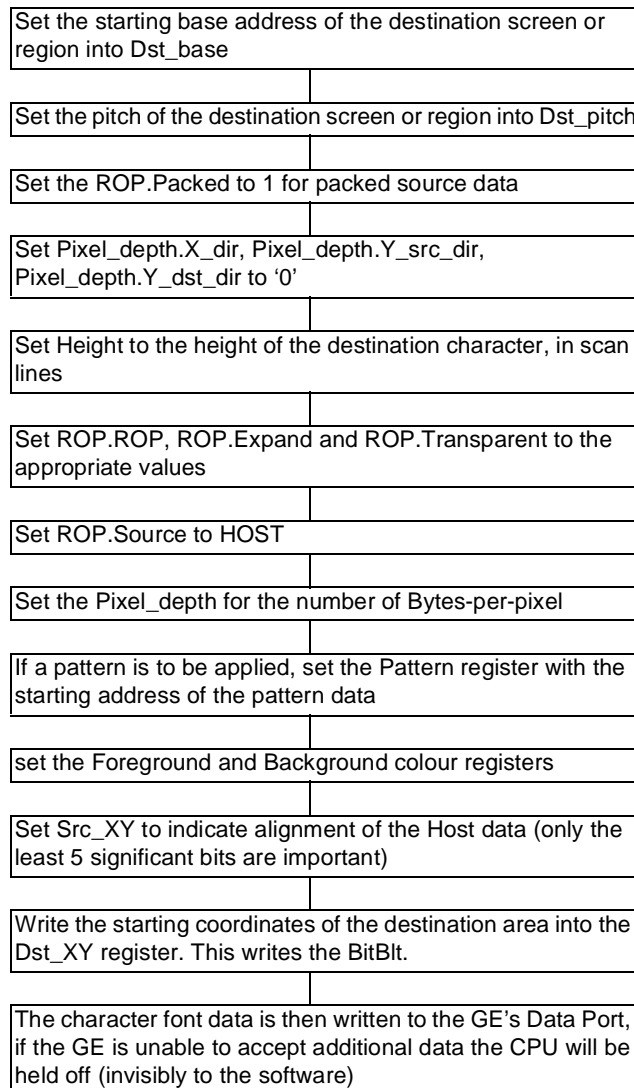 Set the starting base address of the destination screen or
region into Dst_base
Set the pitch of the destination screen or region into Dst_pitch
Set the ROP.Packed to 1 for packed source data
Set Pixel_depth.X_dir, Pixel_depth.Y_src_dir,
Pixel_depth.Y_dst_dir to ‘0’
Set Height to the height of the destination character, in scan
lines
Set ROP.ROP, ROP.Expand and ROP.Transparent to the
appropriate values
Set ROP.Source to HOST
Set the Pixel_depth for the number of Bytes-per-pixel
If a pattern is to be applied, set the Pattern register with the
starting address of the pattern data
set the Foreground and Background colour registers
Set Src_XY to indicate alignment of the Host data (only the
least 5 significant bits are important)
Write the starting coordinates of the destination area into the
Dst_XY register. This writes the BitBlt.
The character font data is then written to the GE’s Data Port,
if the GE is unable to accept additional data the CPU will be
held off (invisibly to the software)